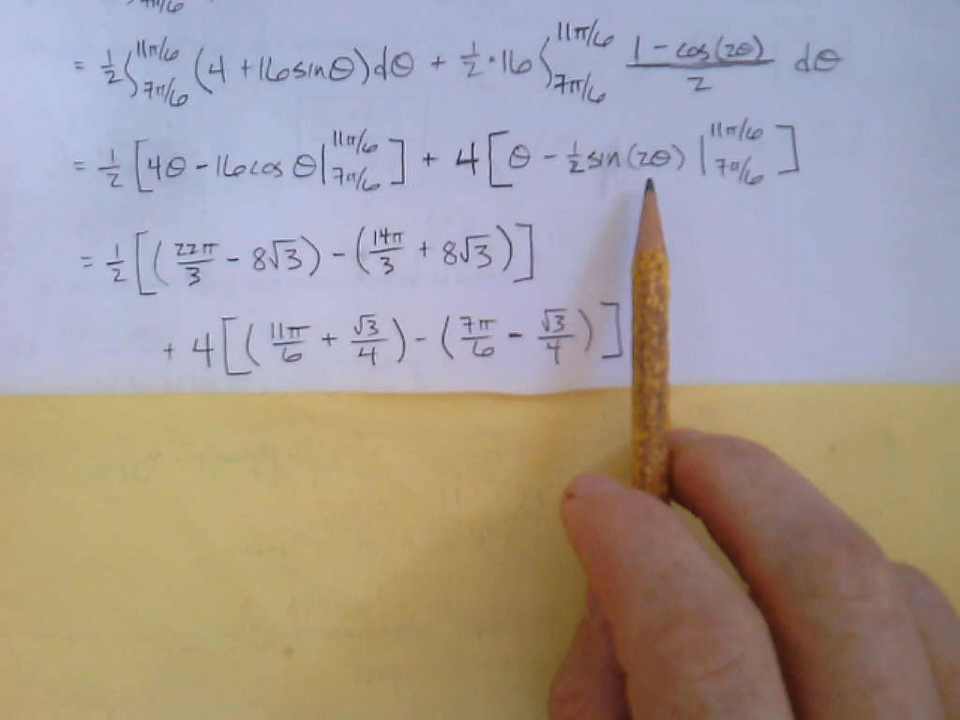 π/6
= 1/2 ∫_{7π/6}^{11π/6} (4 + 16 sin θ) dθ + 1/2 · 16 ∫_{7π/6}^{11π/6} (1 − cos(2θ))/2 dθ
= 1/2 [4θ − 16 cos θ |_{7π/6}^{11π/6}] + 4 [θ − 1/2 sin(2θ) |_{7π/6}^{11π/6}]
= 1/2 [(22π/3 − 8√3) − (14π/3 + 8√3)]
+ 4 [(11π/6 + √3/4) − (7π/6 − √3/4)]